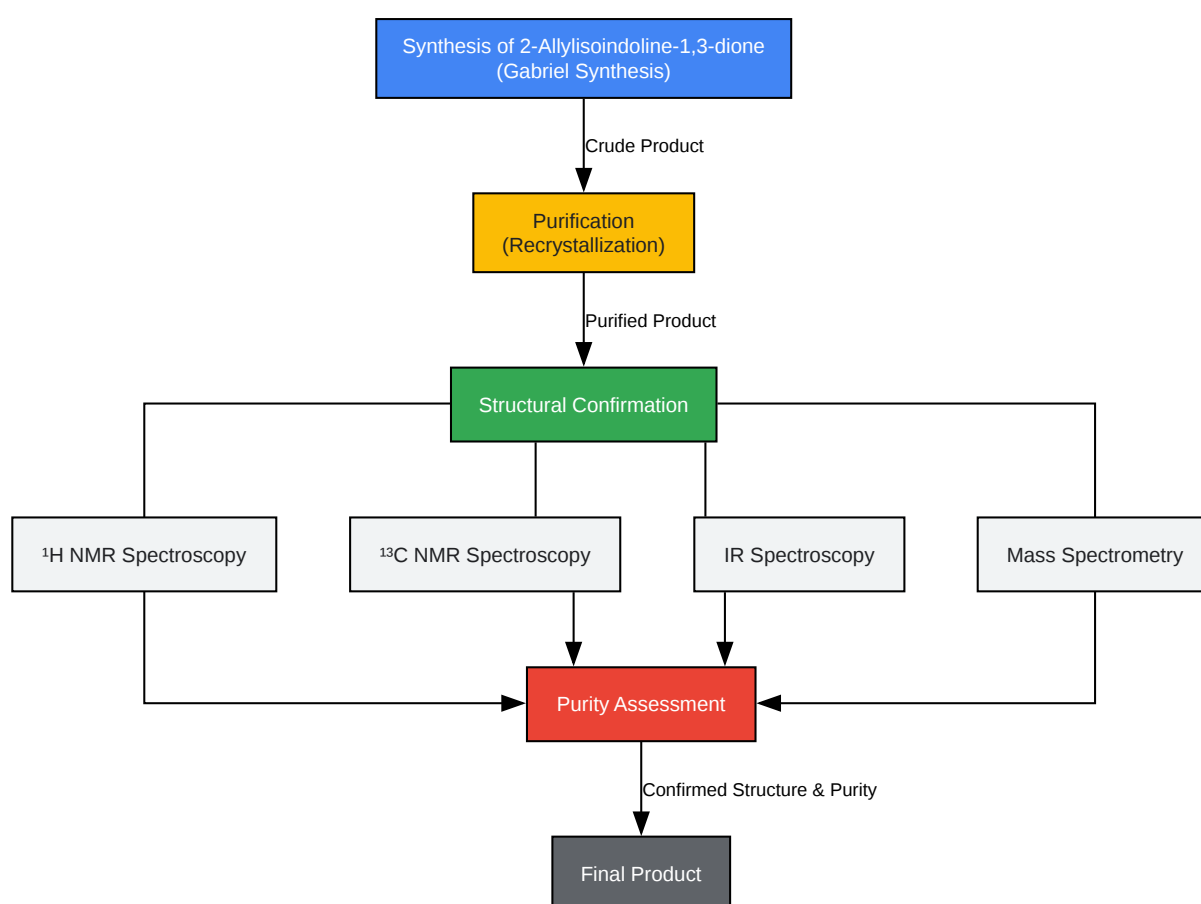 Synthesis of 2-Allylisoindoline-1,3-dione
(Gabriel Synthesis)
Crude Product
Purification
(Recrystallization)
Purified Product
Structural Confirmation
¹H NMR Spectroscopy
¹³C NMR Spectroscopy
IR Spectroscopy
Mass Spectrometry
Purity Assessment
Confirmed Structure & Purity
Final Product